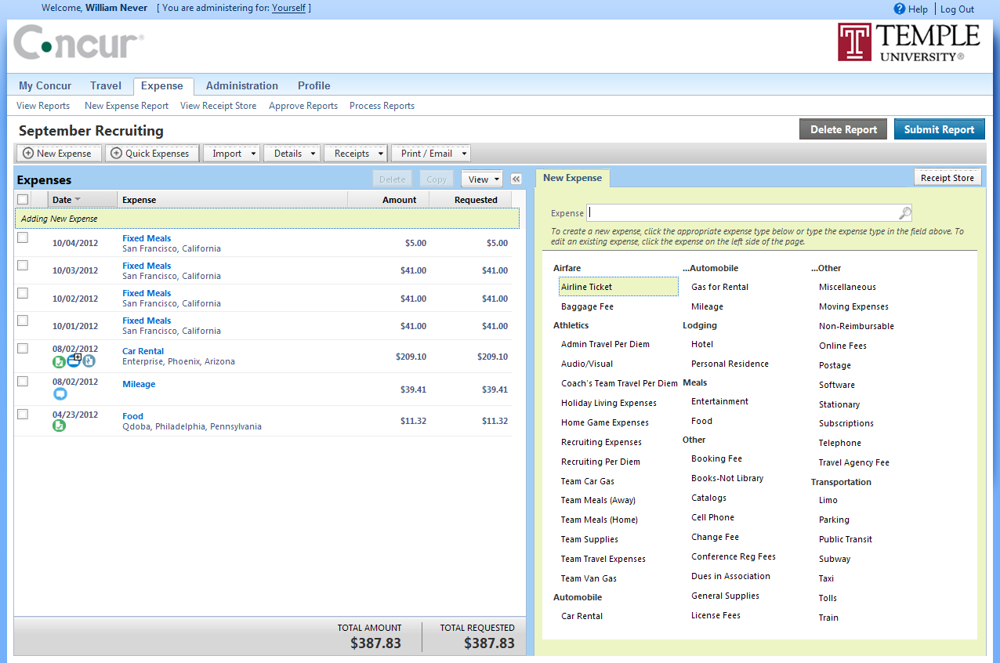 Welcome, William Never [ You are administering for: Yourself ]
? Help | Log Out
Concur®
TEMPLE
UNIVERSITY®
My Concur Travel Expense Administration Profile
View Reports New Expense Report View Receipt Store Approve Reports Process Reports
September Recruiting
Delete Report Submit Report
New Expense Quick Expenses Import Details Receipts Print / Email
Expenses
Delete Copy View
Date Expense Amount Requested
Adding New Expense
10/04/2012 Fixed Meals $5.00 $5.00
San Francisco, California
10/03/2012 Fixed Meals $41.00 $41.00
San Francisco, California
10/02/2012 Fixed Meals $41.00 $41.00
San Francisco, California
10/01/2012 Fixed Meals $41.00 $41.00
San Francisco, California
08/02/2012 Car Rental $209.10 $209.10
Enterprise, Phoenix, Arizona
08/02/2012 Mileage $39.41 $39.41
04/23/2012 Food $11.32 $11.32
Qdoba, Philadelphia, Pennsylvania
TOTAL AMOUNT TOTAL REQUESTED
$387.83 $387.83
New Expense
Receipt Store
Expense
To create a new expense, click the appropriate expense type below or type the expense type in the field above. To
edit an existing expense, click the expense on the left side of the page.
Airfare
Airline Ticket
Baggage Fee
Athletics
Admin Travel Per Diem
Audio/Visual
Coach's Team Travel Per Diem
Holiday Living Expenses
Home Game Expenses
Recruiting Expenses
Recruiting Per Diem
Team Car Gas
Team Meals (Away)
Team Meals (Home)
Team Supplies
Team Travel Expenses
Team Van Gas
Automobile
Car Rental
...Automobile
Gas for Rental
Mileage
Lodging
Hotel
Personal Residence
Meals
Entertainment
Food
Other
Booking Fee
Books-Not Library
Catalogs
Cell Phone
Change Fee
Conference Reg Fees
Dues in Association
General Supplies
License Fees
...Other
Miscellaneous
Moving Expenses
Non-Reimbursable
Online Fees
Postage
Software
Stationary
Subscriptions
Telephone
Travel Agency Fee
Transportation
Limo
Parking
Public Transit
Subway
Taxi
Tolls
Train